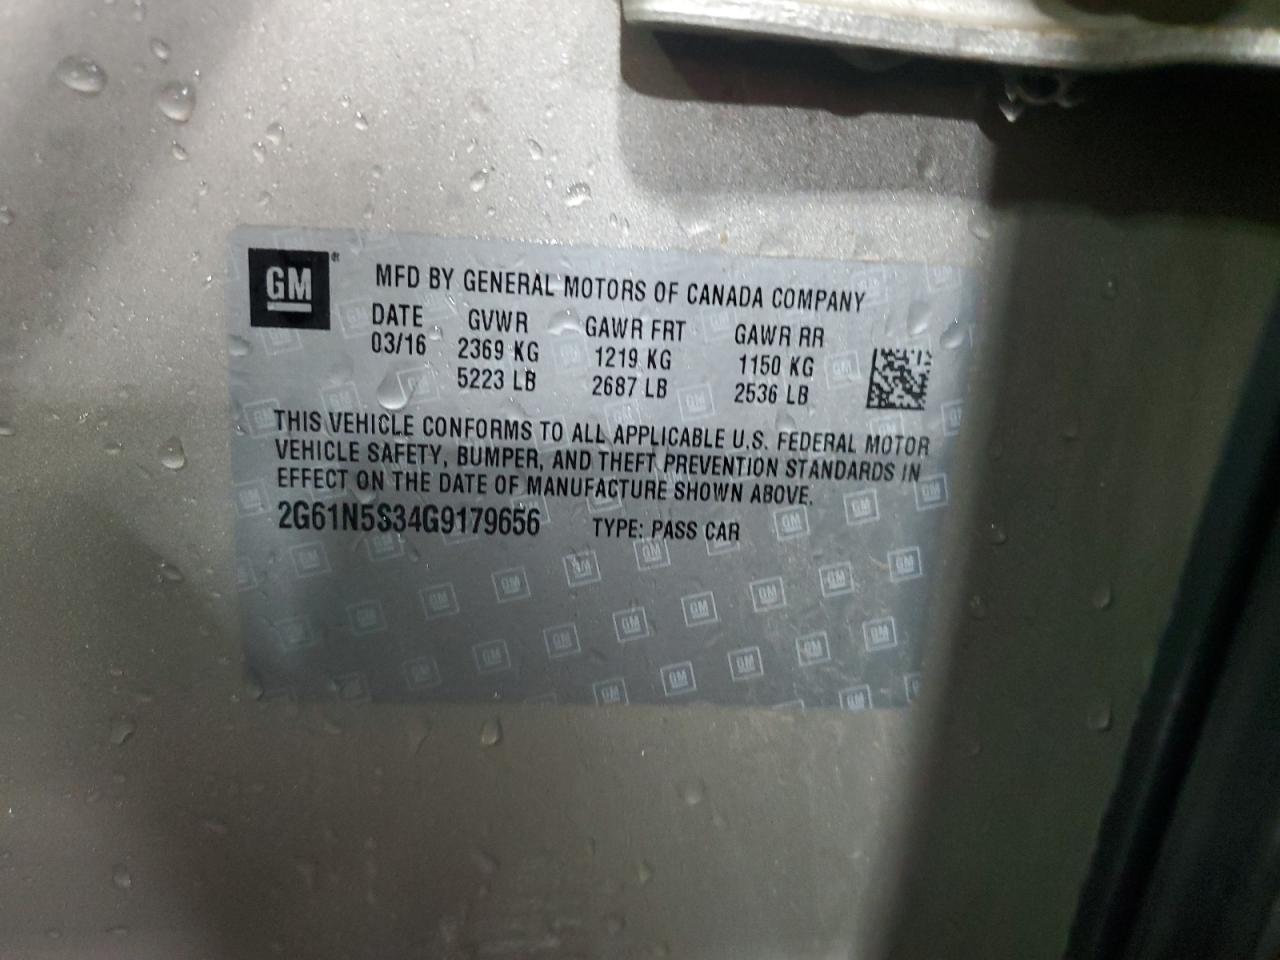 GM
MFD BY GENERAL MOTORS OF CANADA COMPANY
DATE GVWR GAWR FRT GAWR RR
03/16 2369 KG 1219 KG 1150 KG
5223 LB 2687 LB 2536 LB
THIS VEHICLE CONFORMS TO ALL APPLICABLE U.S. FEDERAL MOTOR
VEHICLE SAFETY, BUMPER, AND THEFT PREVENTION STANDARDS IN
EFFECT ON THE DATE OF MANUFACTURE SHOWN ABOVE.
2G61N5S34G9179656 TYPE: PASS CAR